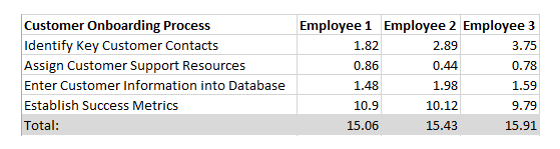 Customer Onboarding Process Employee 1 Employee 2 Employee 3
Identify Key Customer Contacts 1.82 2.89 3.75
Assign Customer Support Resources 0.86 0.44 0.78
Enter Customer Information into Database 1.48 1.98 1.59
Establish Success Metrics 10.9 10.12 9.79
Total: 15.06 15.43 15.91